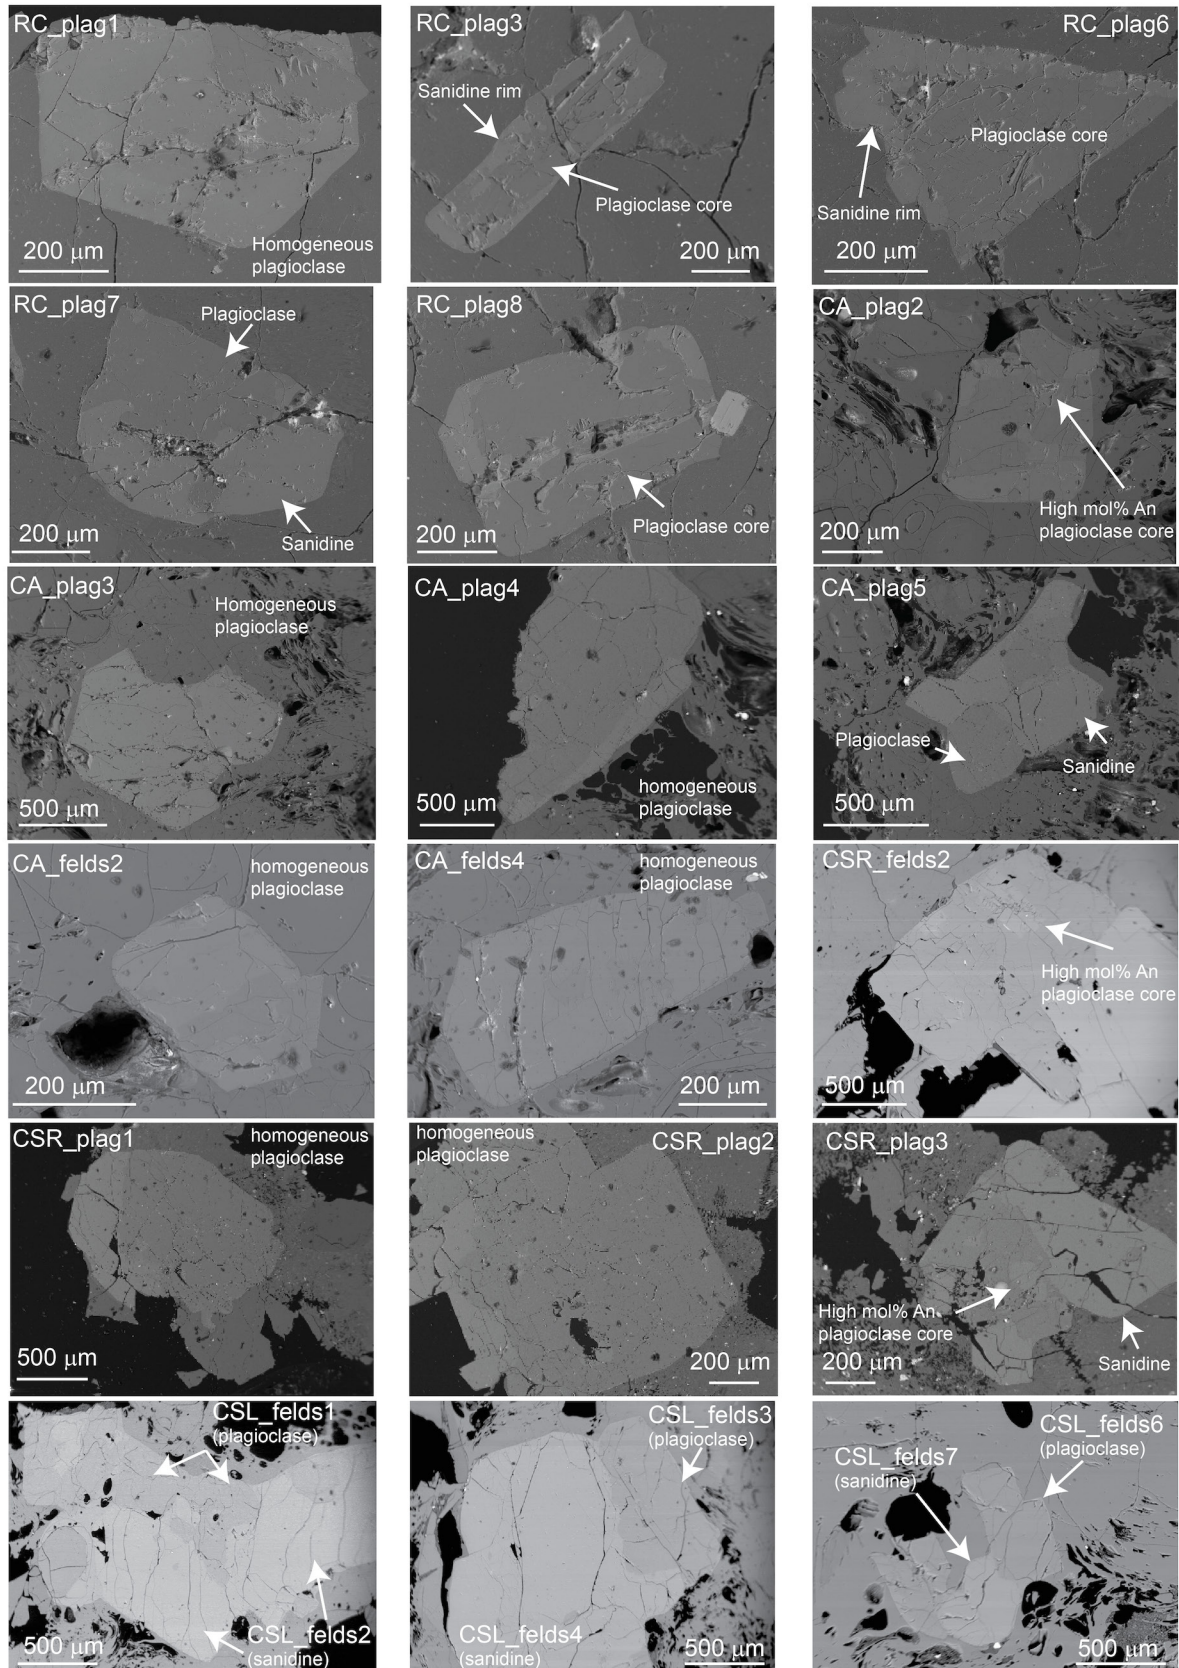 RC_plag1
Homogeneous
plagioclase
200 μm
RC_plag3
Sanidine rim
Plagioclase core
200 μm
RC_plag6
Plagioclase core
Sanidine rim
200 μm
RC_plag7
Plagioclase
Sanidine
200 μm
RC_plag8
Plagioclase core
200 μm
CA_plag2
High mol% An
plagioclase core
200 μm
CA_plag3
Homogeneous
plagioclase
500 μm
CA_plag4
homogeneous
plagioclase
500 μm
CA_plag5
Plagioclase
Sanidine
500 μm
CA_felds2
homogeneous
plagioclase
200 μm
CA_felds4
homogeneous
plagioclase
200 μm
CSR_felds2
High mol% An
plagioclase core
500 μm
CSR_plag1
homogeneous
plagioclase
500 μm
homogeneous
plagioclase
CSR_plag2
200 μm
CSR_plag3
High mol% An
plagioclase core
Sanidine
200 μm
CSL_felds1
(plagioclase)
CSL_felds2
(sanidine)
500 μm
CSL_felds3
(plagioclase)
CSL_felds4
(sanidine)
500 μm
CSL_felds6
(plagioclase)
CSL_felds7
(sanidine)
500 μm